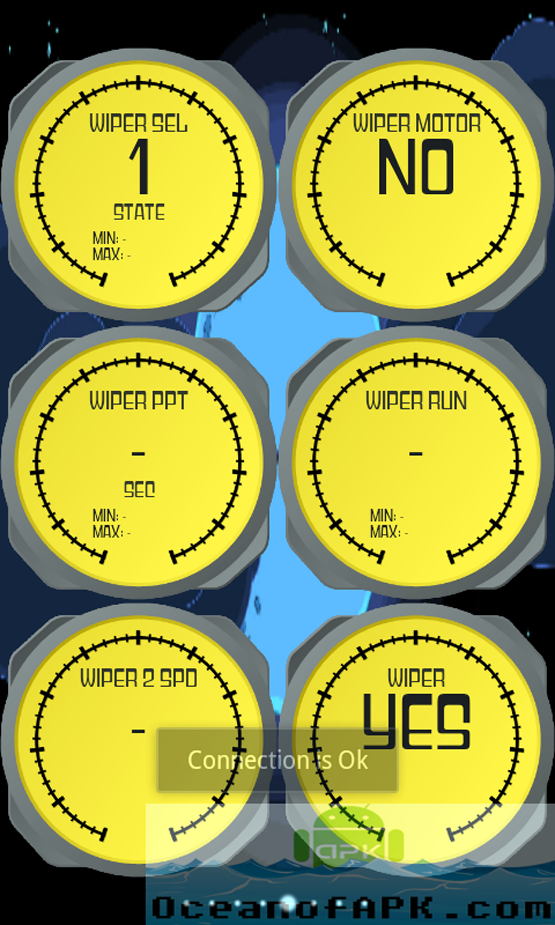 WIPER SEL
1
STATE
MIN: -
MAX: -
WIPER MOTOR
NO
WIPER PPT
-
SEC
MIN: -
MAX: -
WIPER RUN
-
MIN: -
MAX: -
WIPER 2 SPD
-
WIPER
YES
Connection is Ok
apk
OceanofAPK.com